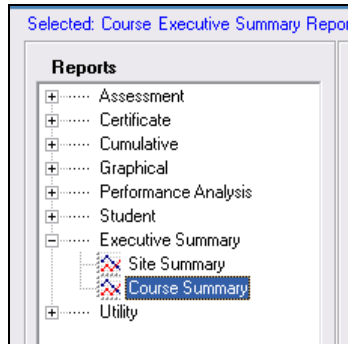 Selected: Course Executive Summary Repor
Reports
Assessment
Certificate
Cumulative
Graphical
Performance Analysis
Student
Executive Summary
Site Summary
Course Summary
Utility